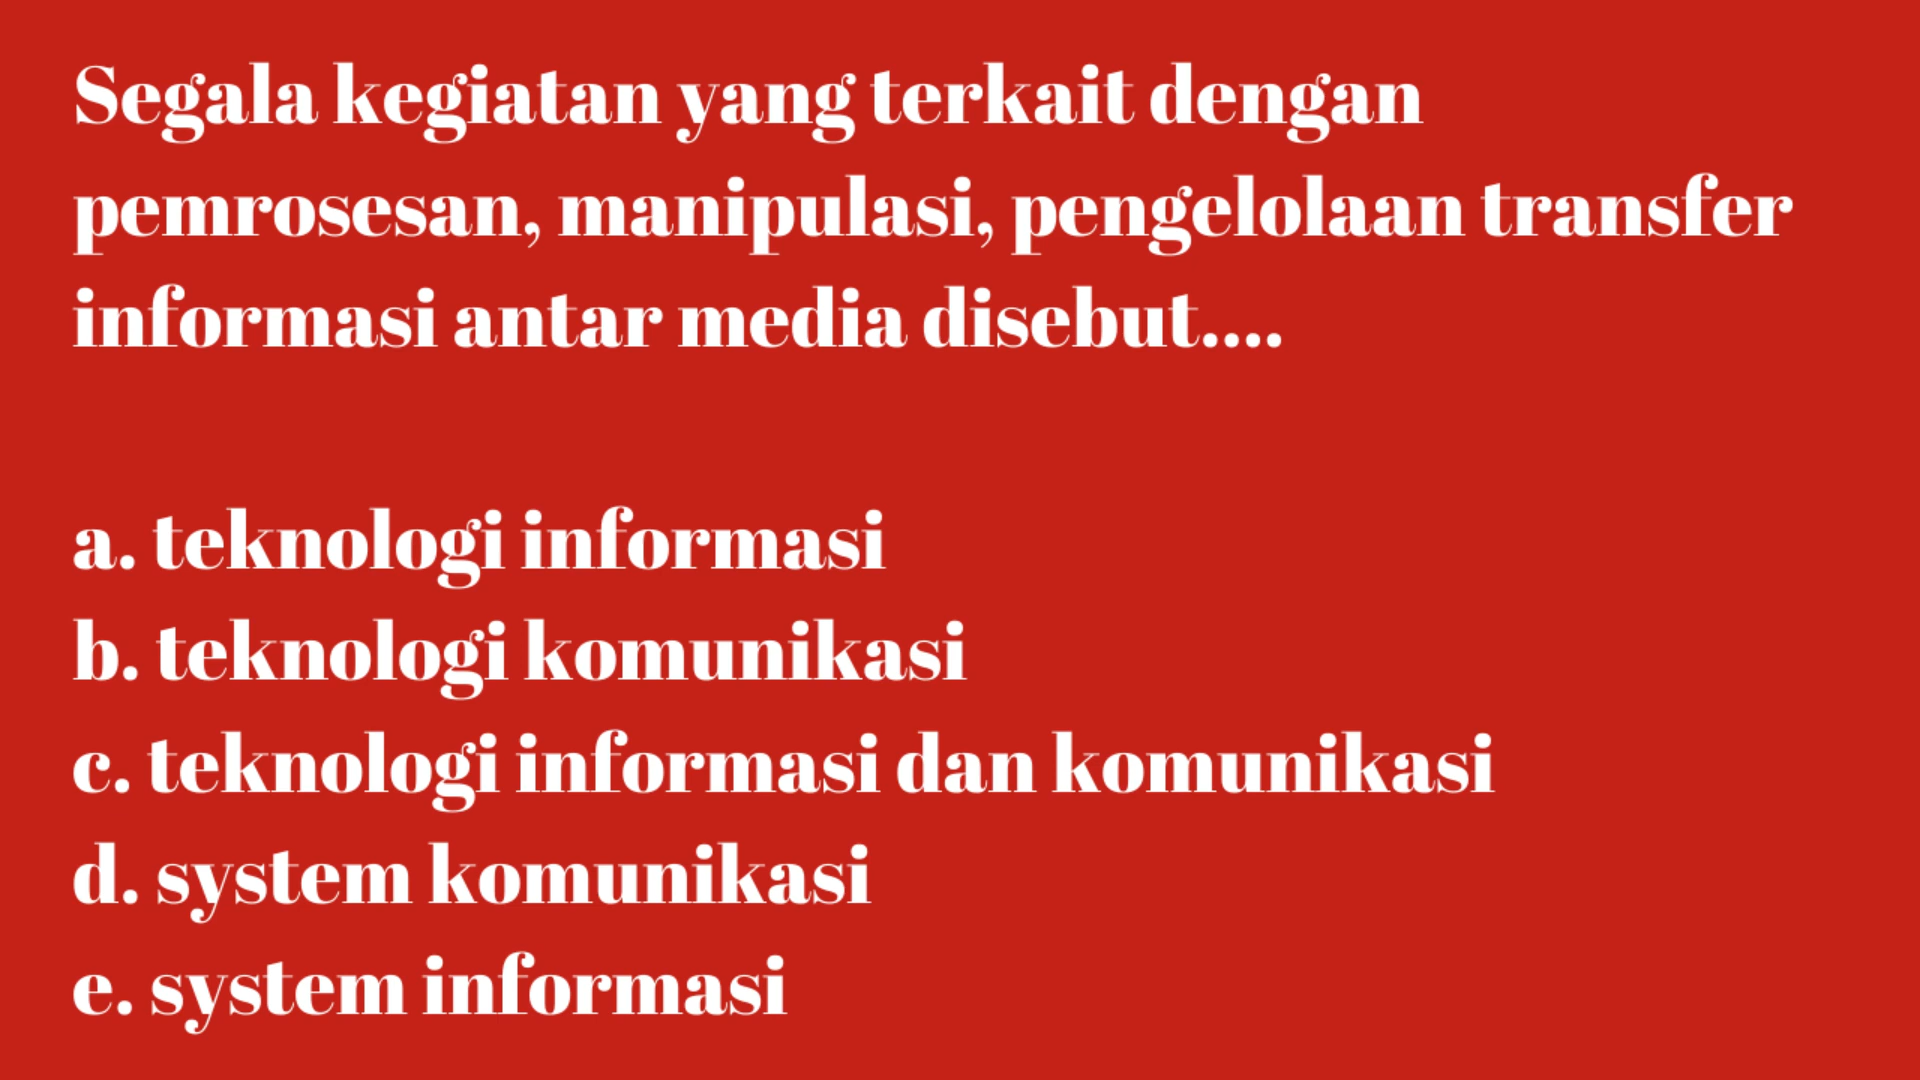 Segala kegiatan yang terkait dengan
pemrosesan, manipulasi, pengelolaan transfer
informasi antar media disebut....
a. teknologi informasi
b. teknologi komunikasi
c. teknologi informasi dan komunikasi
d. system komunikasi
e. system informasi